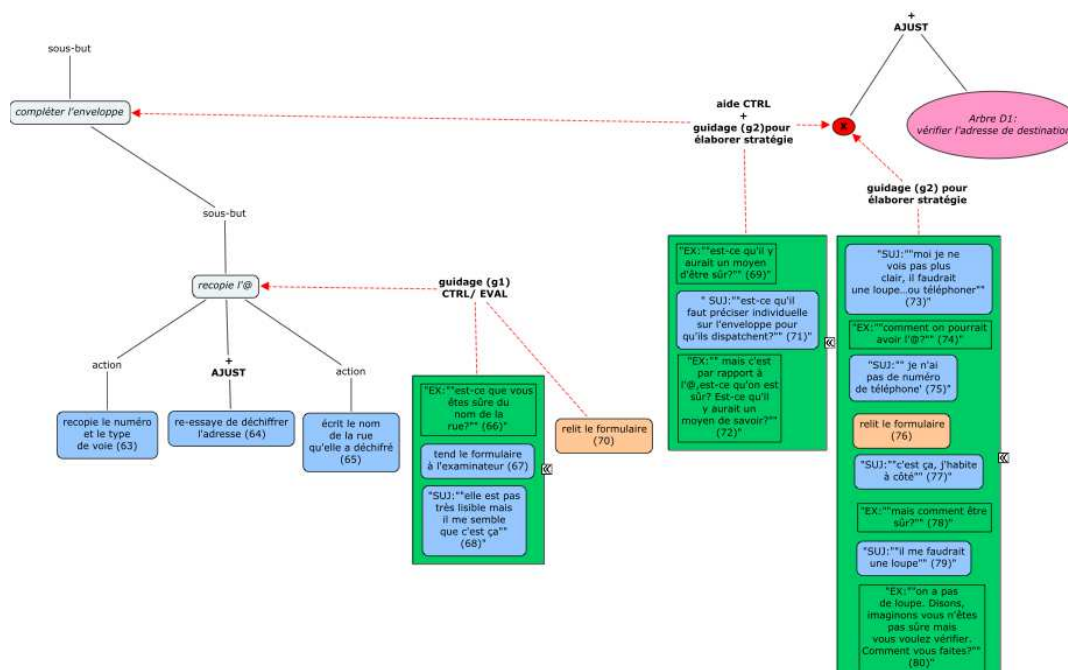 +
AJUST
sous-but
compléter l'enveloppe
aide CTRL
+
guidage (g2)pour
élaborer stratégie
X
Arbre D1:
vérifier l'adresse de destination
guidage (g2) pour
élaborer stratégie
sous-but
recopie l'@
guidage (g1)
CTRL/ EVAL
action
+
AJUST
action
recopie le numéro
et le type
de voie (63)
re-essaye de déchiffrer
l'adresse (64)
écrit le nom
de la rue
qu'elle a déchifré
(65)
"EX:""est-ce que vous
êtes sûre du
nom de la
rue?"" (66)"
tend le formulaire
à l'examinateur (67)
"SUJ:""elle est pas
très lisible mais
il me semble
que c'est ça""
(68)"
relit le formulaire
(70)
"EX:""est-ce qu'il y
aurait un moyen
d'être sûr?"" (69)"
" SUJ:""est-ce qu'il
faut préciser individuelle
sur l'enveloppe pour
qu'ils dispatchent?"" (71)"
"EX:"" mais c'est
par rapport à
l'@,est-ce qu'on est
sûr? Est-ce qu'il
y aurait un
moyen de savoir?""
(72)"
"SUJ:""moi je ne
vois pas plus
clair, il faudrait
une loupe...ou téléphoner""
(73)"
"EX:""comment on pourrait
avoir l'@?"" (74)"
"SUJ:"" je n'ai
pas de numéro
de téléphone' (75)"
relit le formulaire
(76)
"SUJ:""c'est ça, j'habite
à côté"" (77)"
"EX:""mais comment être
sûr?"" (78)"
"SUJ:""il me faudrait
une loupe"" (79)"
"EX:""on a pas
de loupe. Disons,
imaginons vous n'êtes
pas sûre mais
vous voulez vérifier.
Comment vous faites?""
(80)"